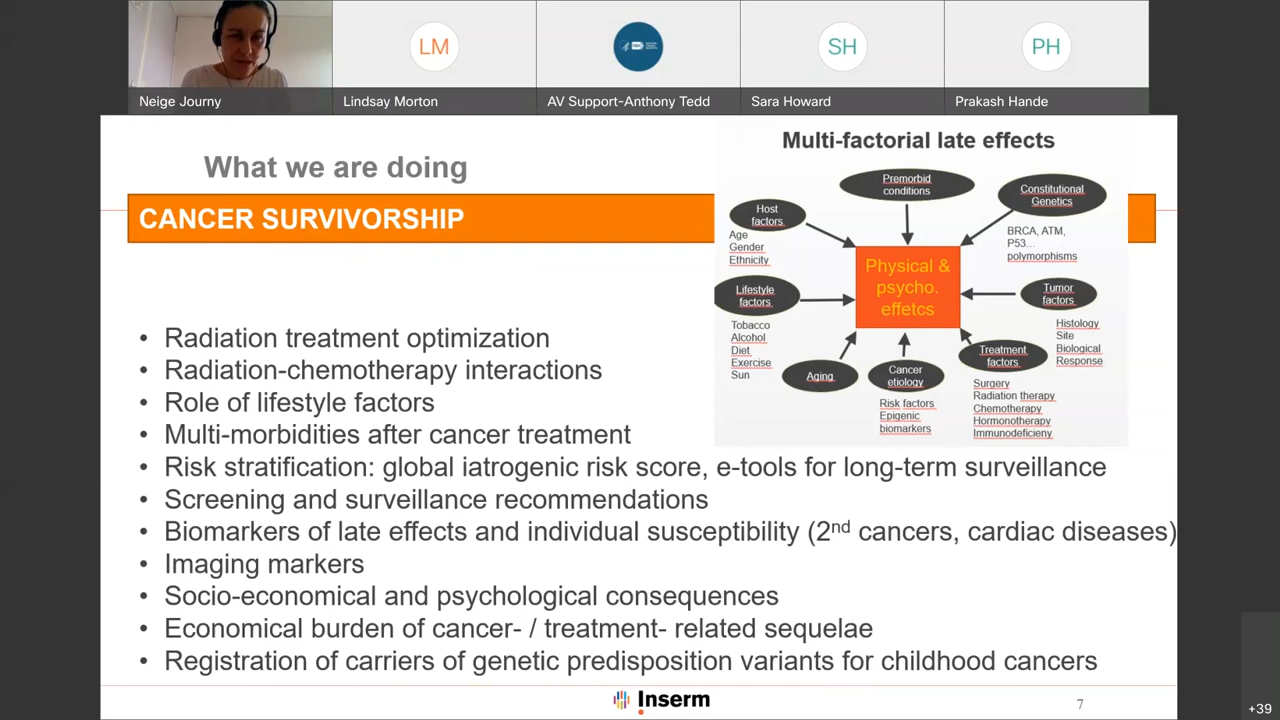 LM
SH
PH
Neige Journy
Lindsay Morton
AV Support-Anthony Tedd
Sara Howard
Prakash Hande
What we are doing
CANCER SURVIVORSHIP
Multi-factorial late effects
Premorbid
conditions
Constitutional
Genetics
BRCA, ATM,
P53...
polymorphisms
Host
factors
Age
Gender
Ethnicity
Physical &
psycho.
effetcs
Lifestyle
factors
Tobacco
Alcohol
Diet
Exercise
Sun
Tumor
factors
Histology
Site
Biological
Response
Aging
Cancer
etiology
Risk factors
Epigenic
biomarkers
Treatment
factors
Surgery
Radiation therapy
Chemotherapy
Hormonotherapy
Immunodeficieny
• Radiation treatment optimization
• Radiation-chemotherapy interactions
• Role of lifestyle factors
• Multi-morbidities after cancer treatment
• Risk stratification: global iatrogenic risk score, e-tools for long-term surveillance
• Screening and surveillance recommendations
• Biomarkers of late effects and individual susceptibility (2nd cancers, cardiac diseases)
• Imaging markers
• Socio-economical and psychological consequences
• Economical burden of cancer- / treatment- related sequelae
• Registration of carriers of genetic predisposition variants for childhood cancers
Inserm
7
+39